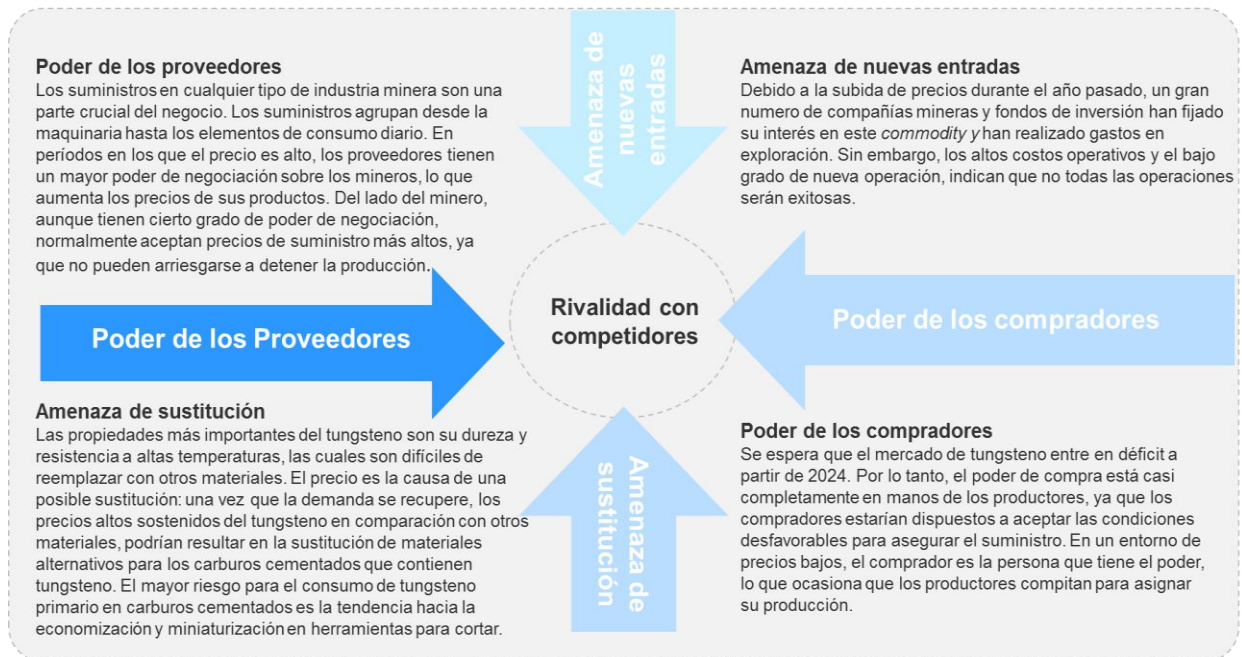 Poder de los proveedores
Los suministros en cualquier tipo de industria minera son una
parte crucial del negocio. Los suministros agrupan desde la
maquinaria hasta los elementos de consumo diario. En
períodos en los que el precio es alto, los proveedores tienen
un mayor poder de negociación sobre los mineros, lo que
aumenta los precios de sus productos. Del lado del minero,
aunque tienen cierto grado de poder de negociación,
normalmente aceptan precios de suministro más altos, ya
que no pueden arriesgarse a detener la producción.
Amenaza de
nuevas
entradas
Amenaza de nuevas entradas
Debido a la subida de precios durante el año pasado, un gran
numero de compañías mineras y fondos de inversión han fijado
su interés en este commodity y han realizado gastos en
exploración. Sin embargo, los altos costos operativos y el bajo
grado de nueva operación, indican que no todas las operaciones
serán exitosas.
Poder de los Proveedores
Rivalidad con
competidores
Poder de los compradores
Amenaza de sustitución
Las propiedades más importantes del tungsteno son su dureza y
resistencia a altas temperaturas, las cuales son difíciles de
reemplazar con otros materiales. El precio es la causa de una
posible sustitución: una vez que la demanda se recupere, los
precios altos sostenidos del tungsteno en comparación con otros
materiales, podrían resultar en la sustitución de materiales
alternativos para los carburos cementados que contienen
tungsteno. El mayor riesgo para el consumo de tungsteno
primario en carburos cementados es la tendencia hacia la
economización y miniaturización en herramientas para cortar.
Amenaza de
sustitución
Poder de los compradores
Se espera que el mercado de tungsteno entre en déficit a
partir de 2024. Por lo tanto, el poder de compra está casi
completamente en manos de los productores, ya que los
compradores estarían dispuestos a aceptar las condiciones
desfavorables para asegurar el suministro. En un entorno de
precios bajos, el comprador es la persona que tiene el poder,
lo que ocasiona que los productores compitan para asignar
su producción.